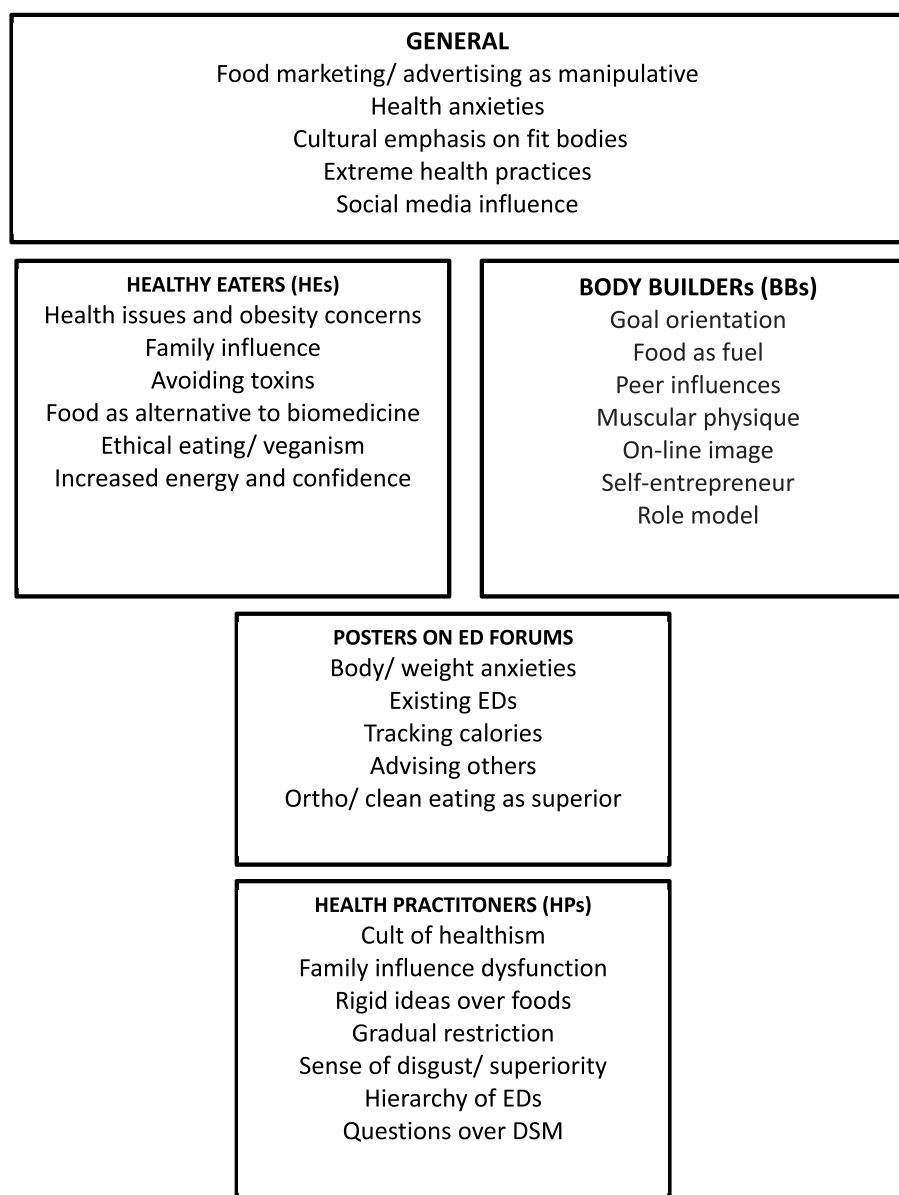 GENERAL
Food marketing/ advertising as manipulative
Health anxieties
Cultural emphasis on fit bodies
Extreme health practices
Social media influence
HEALTHY EATERS (HEs)
Health issues and obesity concerns
Family influence
Avoiding toxins
Food as alternative to biomedicine
Ethical eating/ veganism
Increased energy and confidence
BODY BUILDERs (BBs)
Goal orientation
Food as fuel
Peer influences
Muscular physique
On-line image
Self-entrepreneur
Role model
POSTERS ON ED FORUMS
Body/ weight anxieties
Existing EDs
Tracking calories
Advising others
Ortho/ clean eating as superior
HEALTH PRACTITONERS (HPs)
Cult of healthism
Family influence dysfunction
Rigid ideas over foods
Gradual restriction
Sense of disgust/ superiority
Hierarchy of EDs
Questions over DSM